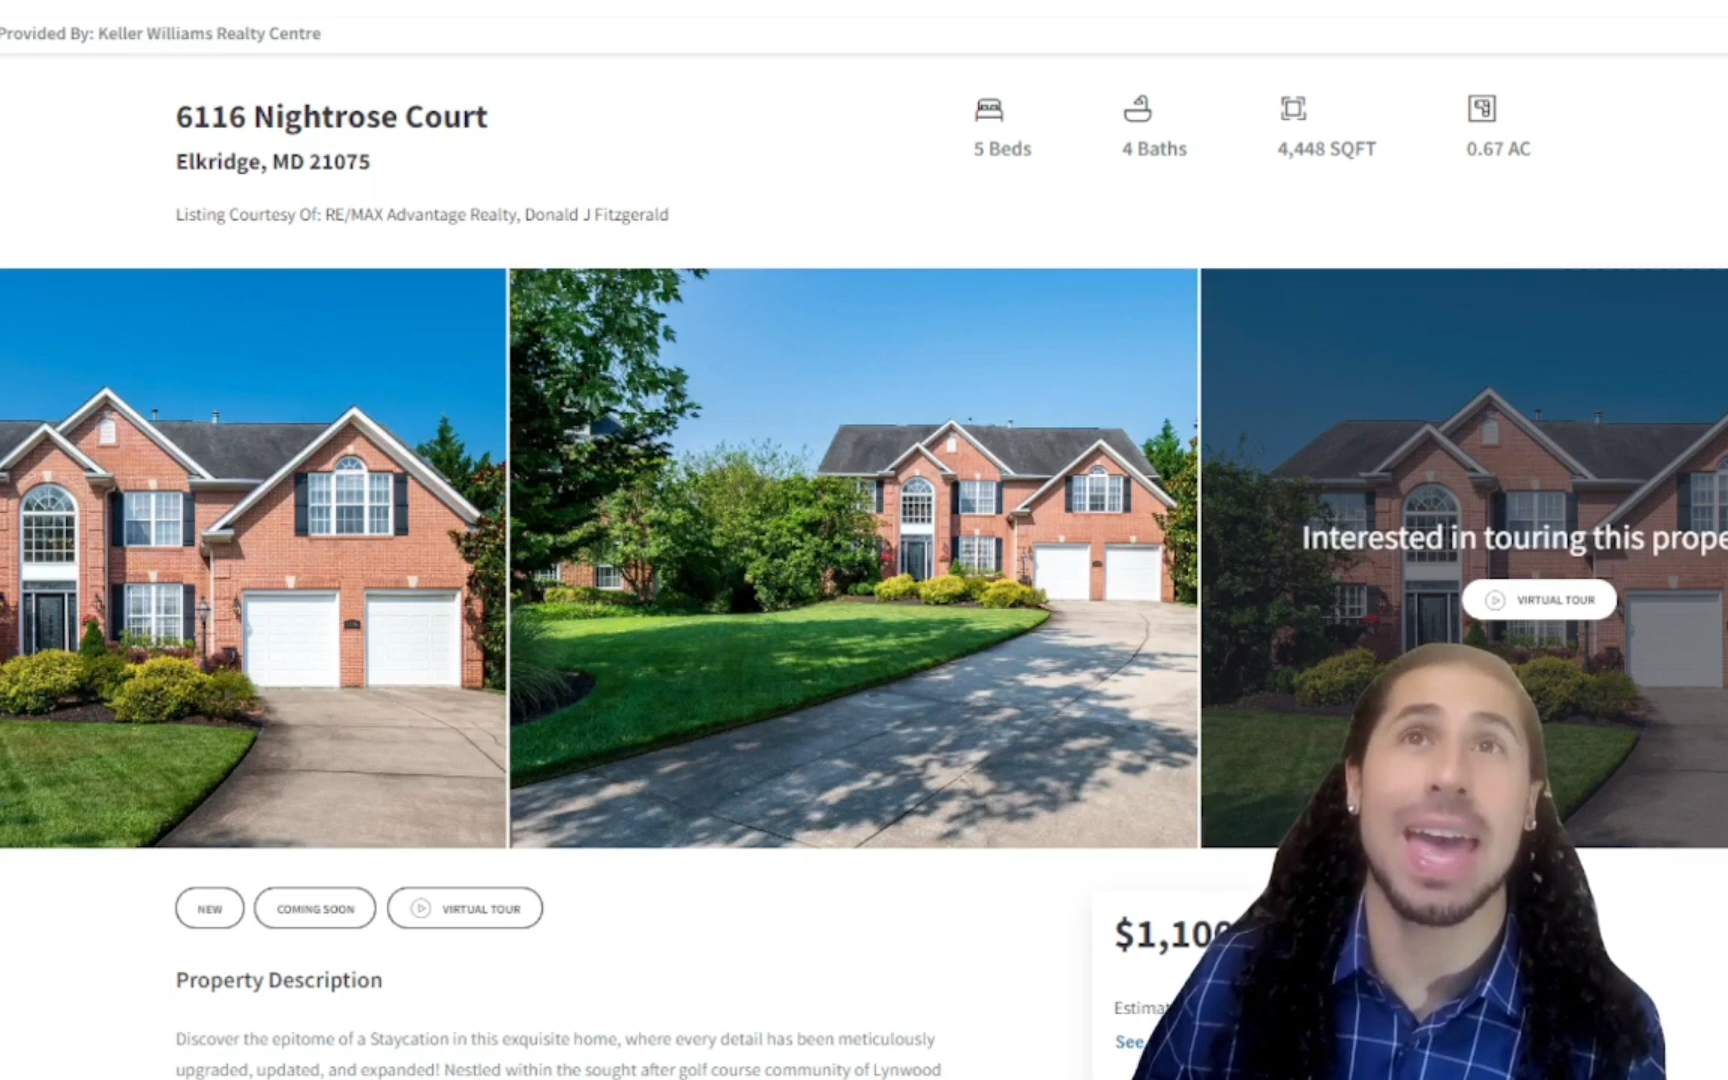 Provided By: Keller Williams Realty Centre
6116 Nightrose Court
Elkridge, MD 21075
Listing Courtesy Of: RE/MAX Advantage Realty, Donald J Fitzgerald
5 Beds
4 Baths
4,448 SQFT
0.67 AC
Interested in touring this prope
VIRTUAL TOUR
NEW
COMING SOON
VIRTUAL TOUR
$1,100
Property Description
Estimat
See
Discover the epitome of a Staycation in this exquisite home, where every detail has been meticulously
upgraded, updated, and expanded! Nestled within the sought after golf course community of Lynwood